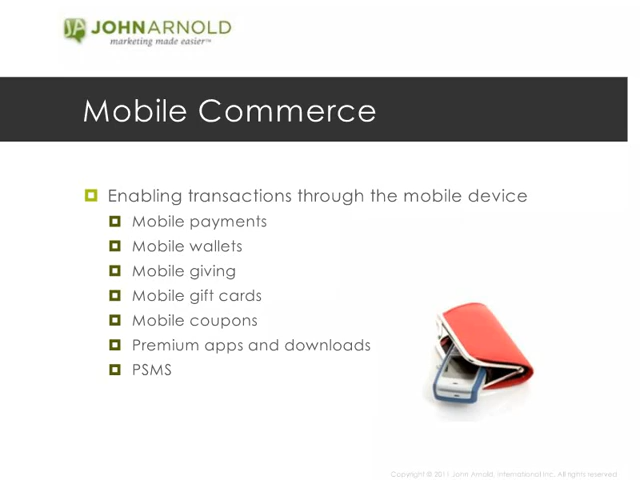 JOHNARNOLD
marketing made easier™
Mobile Commerce
Enabling transactions through the mobile device
Mobile payments
Mobile wallets
Mobile giving
Mobile gift cards
Mobile coupons
Premium apps and downloads
PSMS
Copyright © 2011 John Arnold, International Inc. All rights reserved